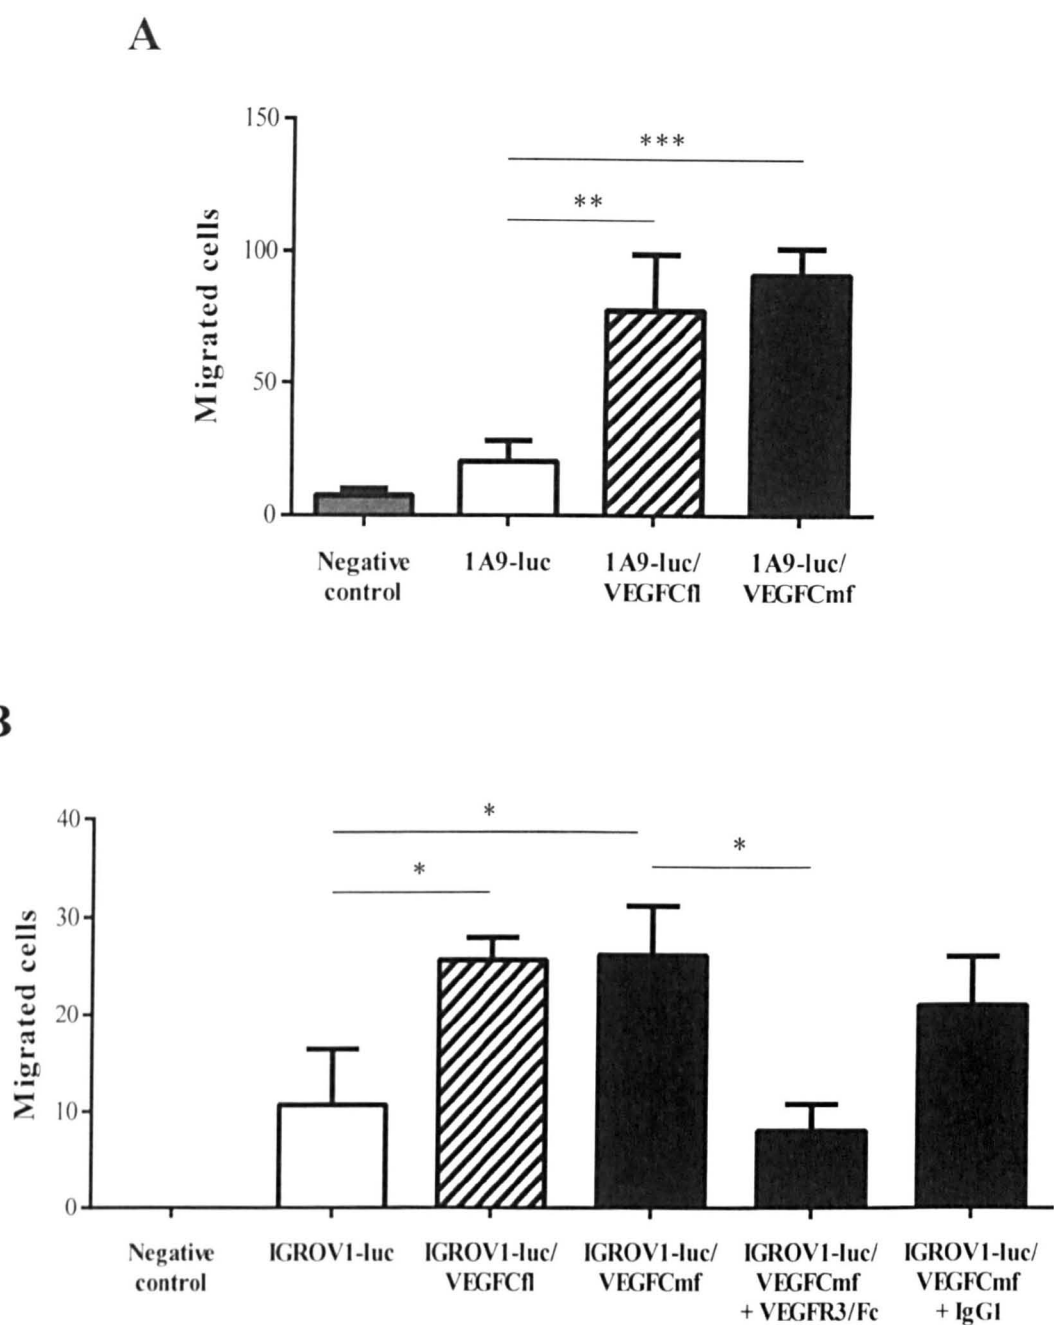 A
150
100
50
0
Migrated cells
***
**
Negative control
1A9-luc
1A9-luc/
VEGFCfl
1A9-luc/
VEGFCmf
B
40
30
20
10
0
Migrated cells
*
*
*
Negative
control
IGROV1-luc
IGROV1-luc/
VEGFCfl
IGROV1-luc/
VEGFCmf
IGROV1-luc/
VEGFCmf
+ VEGFR3/Fc
IGROV1-luc/
VEGFCmf
+ IgG1